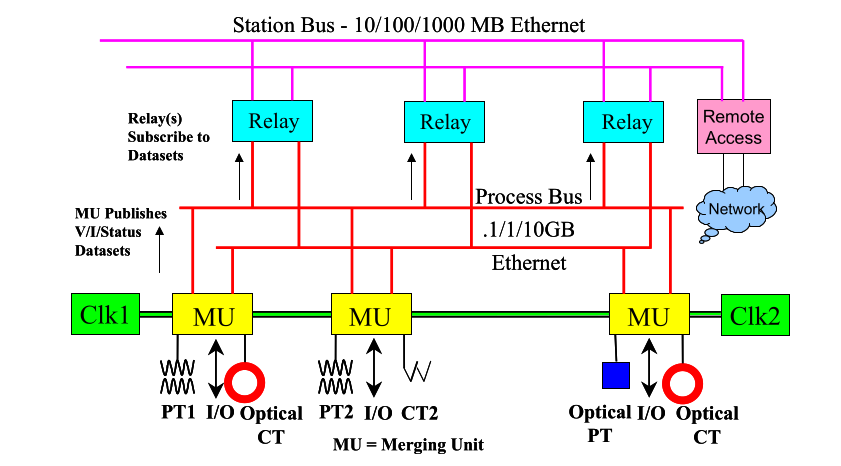 Station Bus - 10/100/1000 MB Ethernet
Relay(s)
Subscribe to
Datasets
Relay
Relay
Relay
Remote
Access
Process Bus
Network
MU Publishes
V/I/Status
Datasets
.1/1/10GB
Ethernet
Clk1
MU
MU
MU
Clk2
PT1 I/O Optical
CT
PT2 I/O CT2
Optical I/O Optical
PT CT
MU = Merging Unit